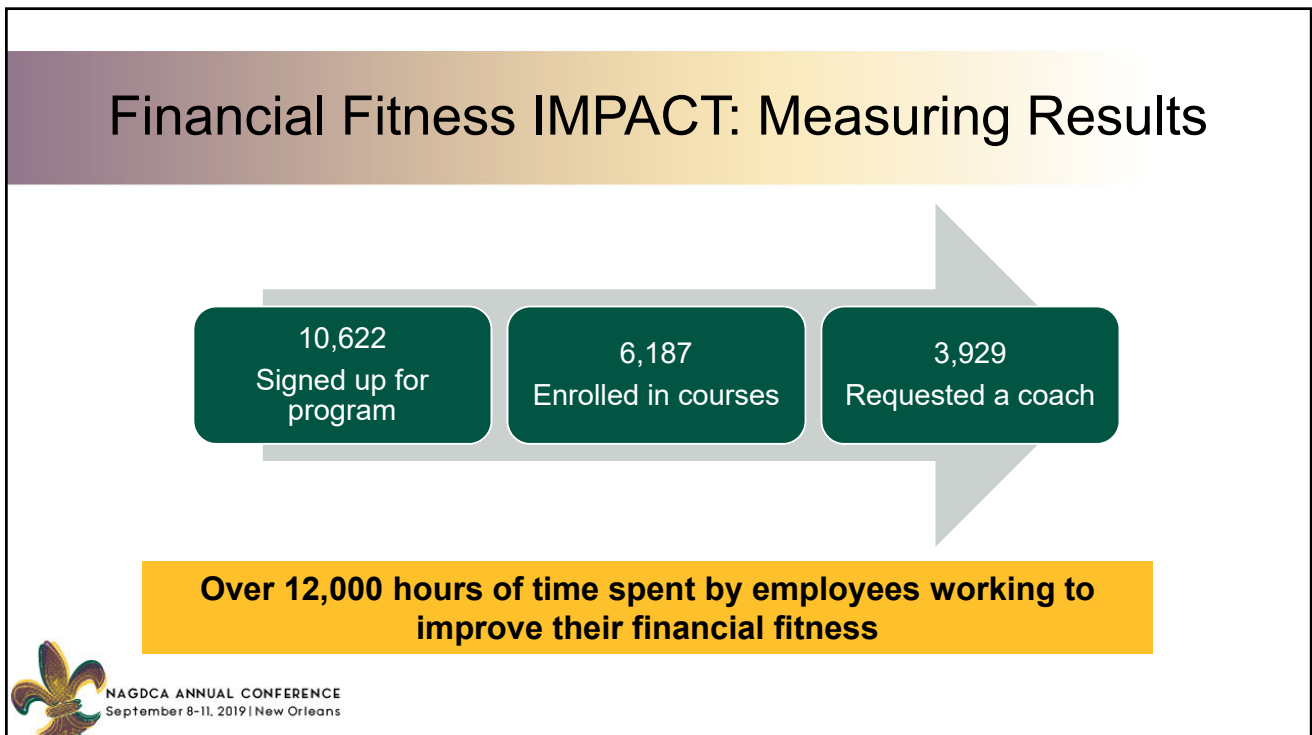 Financial Fitness IMPACT: Measuring Results
10,622
Signed up for
program
6,187
Enrolled in courses
3,929
Requested a coach
Over 12,000 hours of time spent by employees working to
improve their financial fitness
NAGDCA ANNUAL CONFERENCE
September 8-11, 2019 | New Orleans